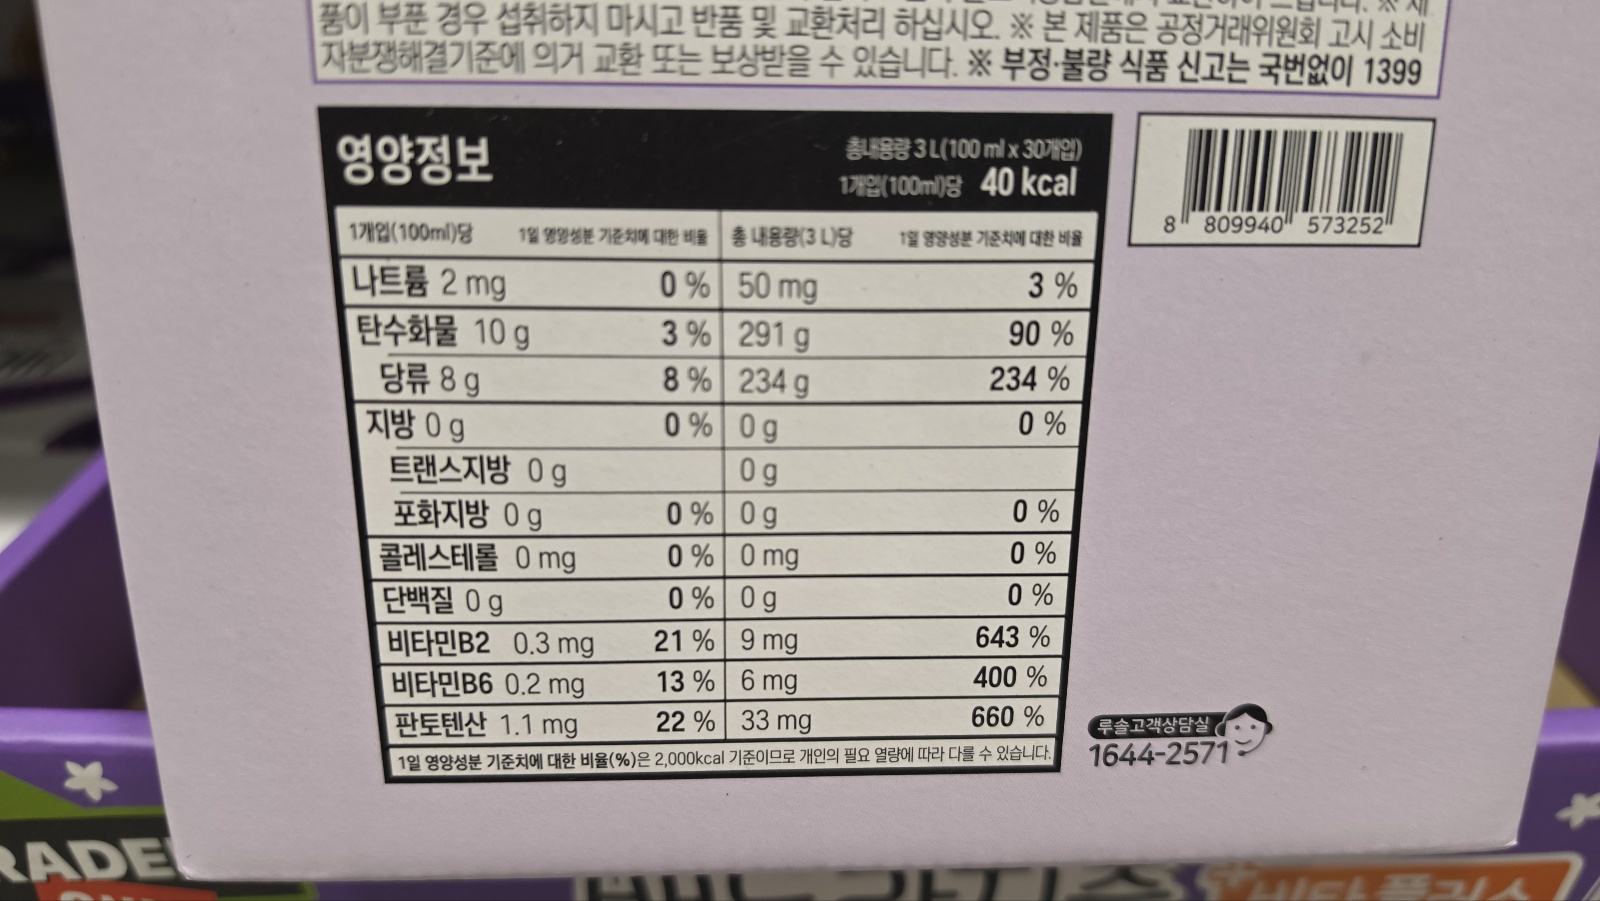 품이 부푼 경우 섭취하지 마시고 반품 및 교환처리 하십시오. ※ 본 제품은 공정거래위원회 고시 소비
자분쟁해결기준에 의거 교환 또는 보상받을 수 있습니다. ※ 부정·불량 식품 신고는 국번없이 1399
영양정보
총내용량 3 L(100 ml x 30개입)
1개입(100ml)당 40 kcal
1개입(100ml)당 1일 영양성분 기준치에 대한 비율 총 내용량(3 L)당 1일 영양성분 기준치에 대한 비율
나트륨 2 mg 0 % 50 mg 3 %
탄수화물 10 g 3 % 291 g 90 %
당류 8 g 8 % 234 g 234 %
지방 0 g 0 % 0 g 0 %
트랜스지방 0 g 0 g
포화지방 0 g 0 % 0 g 0 %
콜레스테롤 0 mg 0 % 0 mg 0 %
단백질 0 g 0 % 0 g 0 %
비타민B2 0.3 mg 21 % 9 mg 643 %
비타민B6 0.2 mg 13 % 6 mg 400 %
판토텐산 1.1 mg 22 % 33 mg 660 %
1일 영양성분 기준치에 대한 비율(%)은 2,000kcal 기준이므로 개인의 필요 열량에 따라 다를 수 있습니다.
8 809940 573252
루솔고객상담실
1644-2571
RADE